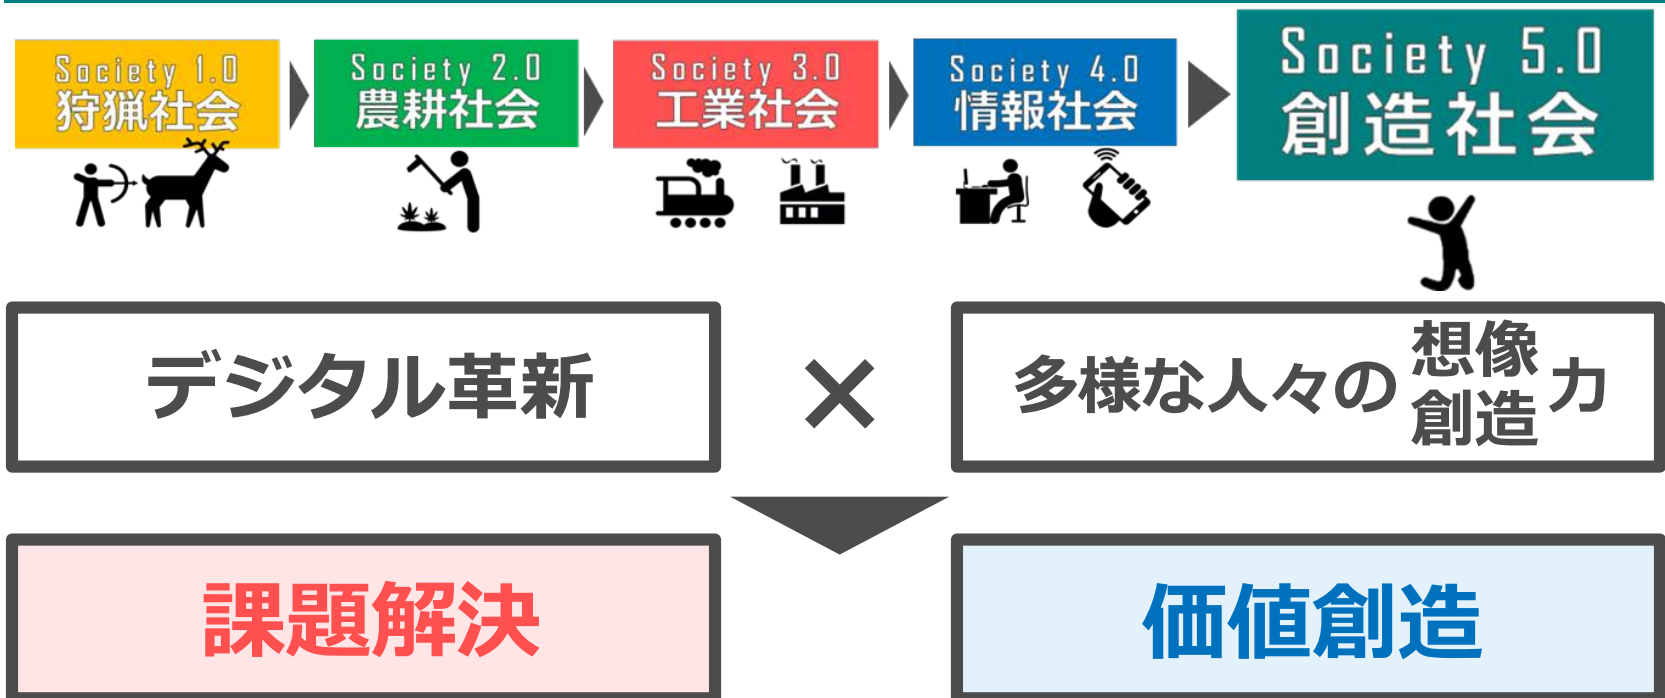 Society 1.0
狩猟社会
Society 2.0
農耕社会
Society 3.0
工業社会
Society 4.0
情報社会
Society 5.0
創造社会
デジタル革新
×
多様な人々の想像力
創造
課題解決
価値創造